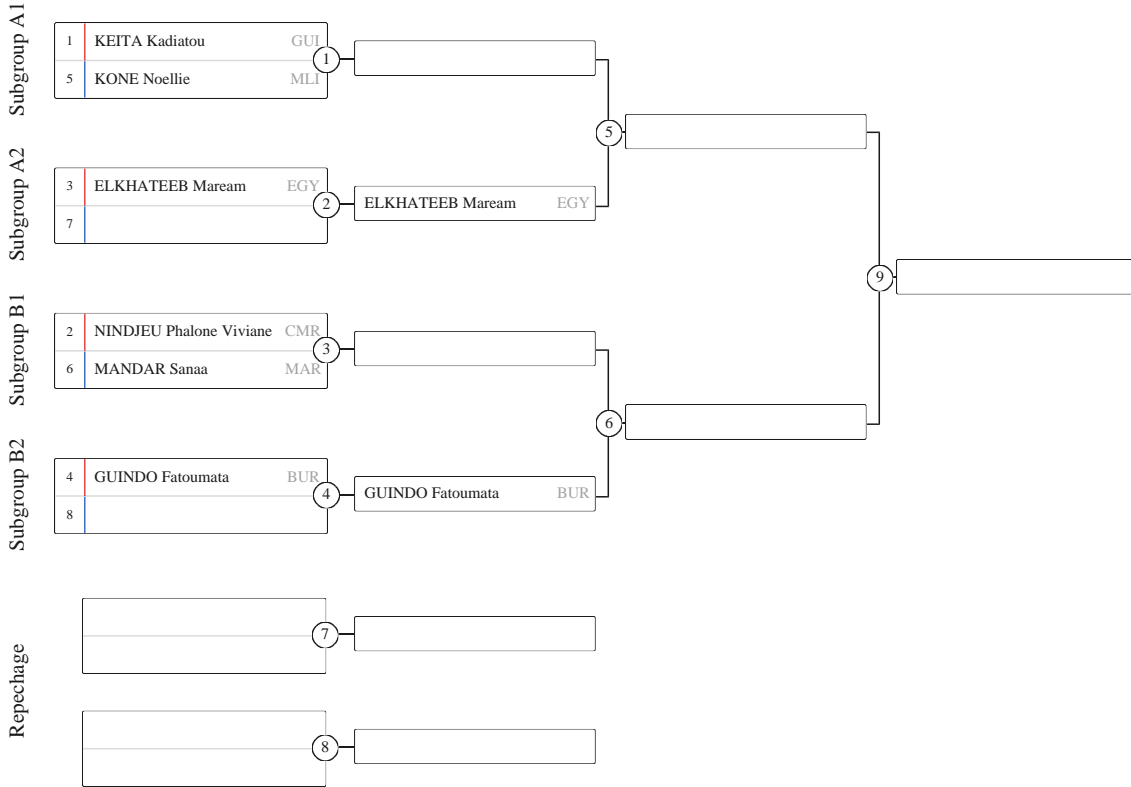 Subgroup A1
1 KEITA Kadiatou GUI
1
5 KONE Noellie MLI
5
Subgroup A2
3 ELKHATEEB Maream EGY
2
ELKHATEEB Maream EGY
7
9
Subgroup B1
2 NINDJEU Phalone Viviane CMR
3
6 MANDAR Sanaa MAR
6
Subgroup B2
4 GUINDO Fatoumata BUR
4
GUINDO Fatoumata BUR
8
Repechage
7
8